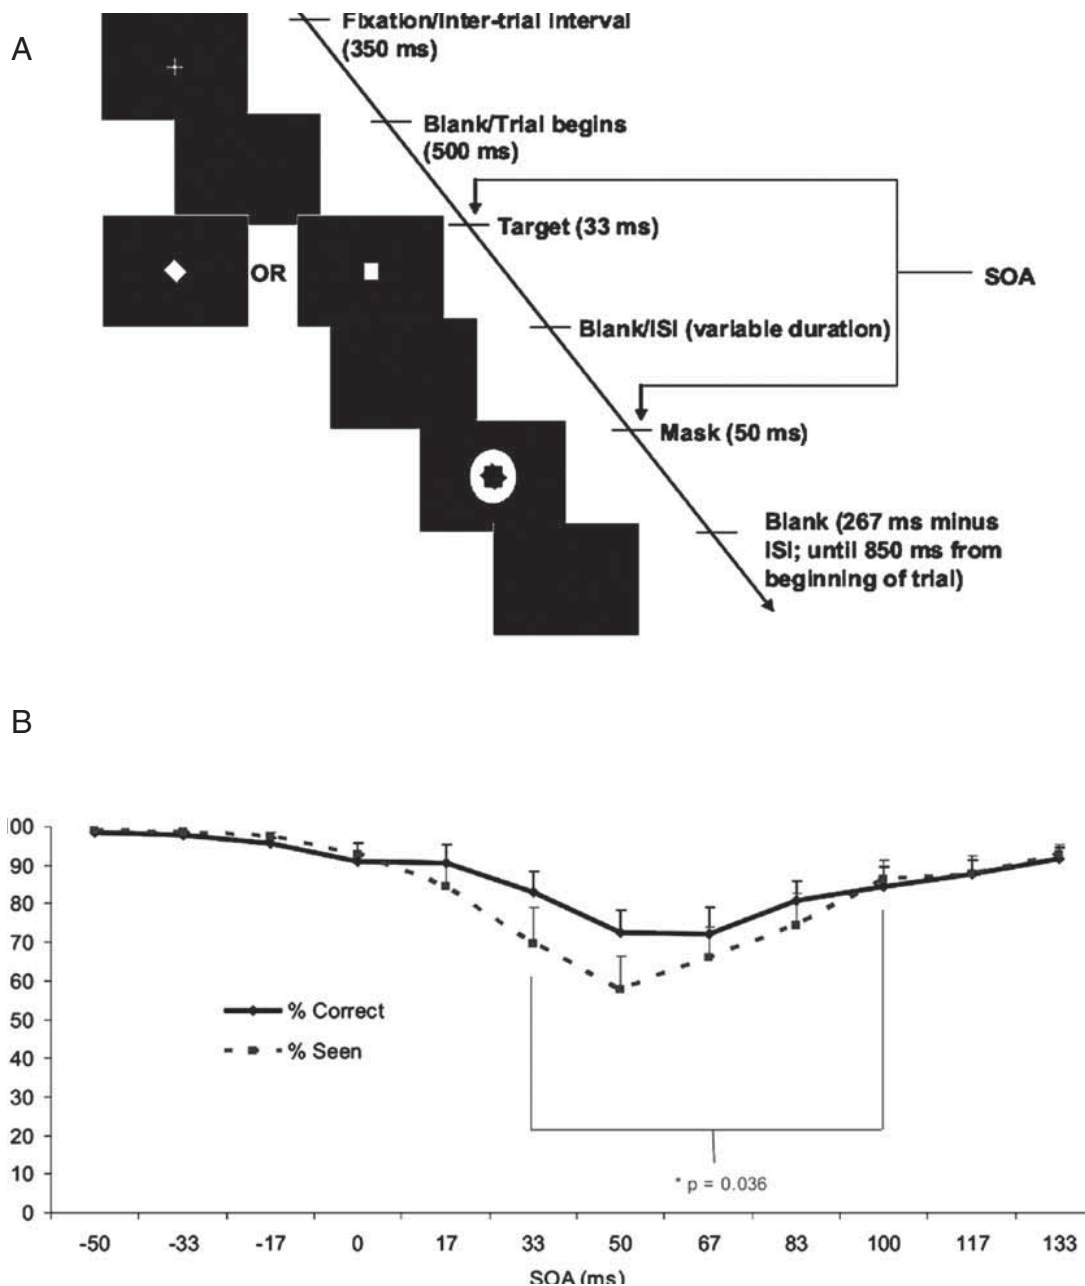 A
Fixation/Inter-trial Interval
(350 ms)
Blank/Trial begins
(500 ms)
Target (33 ms)
OR
SOA
Blank/ISI (variable duration)
Mask (50 ms)
Blank (267 ms minus
ISI; until 850 ms from
beginning of trial)
B
00
90
80
70
60
50
40
30
20
10
0
% Correct
% Seen
* p = 0.036
-50 -33 -17 0 17 33 50 67 83 100 117 133
SOA (ms)